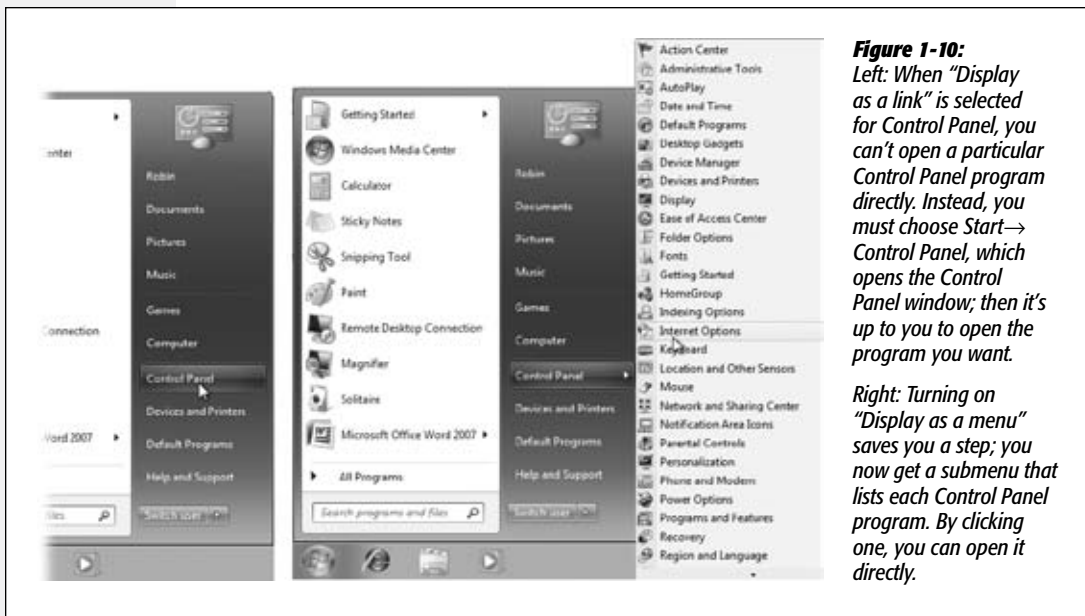 nter
Connection
Word 2007
files
Robin
Documents
Pictures
Music
Games
Computer
Control Panel
Devices and Printers
Default Programs
Help and Support
Switch user
Getting Started
Windows Media Center
Calculator
Sticky Notes
Snipping Tool
Paint
Remote Desktop Connection
Magnifier
Solitaire
Microsoft Office Word 2007
All Programs
Search programs and files
Robin
Documents
Pictures
Music
Games
Computer
Control Panel
Devices and Printers
Default Programs
Help and Support
Switch user
Action Center
Administrative Tools
AutoPlay
Date and Time
Default Programs
Desktop Gadgets
Device Manager
Devices and Printers
Display
Ease of Access Center
Folder Options
Fonts
Getting Started
HomeGroup
Indexing Options
Internet Options
Keyboard
Location and Other Sensors
Mouse
Network and Sharing Center
Notification Area Icons
Parental Controls
Personalization
Phone and Modem
Power Options
Programs and Features
Recovery
Region and Language
Figure 1-10:
Left: When “Display
as a link” is selected
for Control Panel, you
can’t open a particular
Control Panel program
directly. Instead, you
must choose Start→
Control Panel, which
opens the Control
Panel window; then it’s
up to you to open the
program you want.
Right: Turning on
“Display as a menu”
saves you a step; you
now get a submenu that
lists each Control Panel
program. By clicking
one, you can open it
directly.